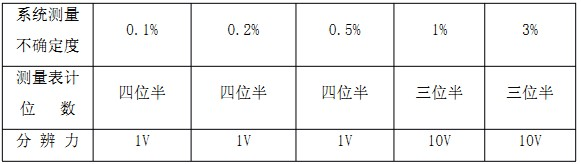 系统测量 0.1% 0.2% 0.5% 1% 3%
不确定度
测量表计 四位半 四位半 四位半 三位半 三位半
位 数
分 辨 力 1V 1V 1V 10V 10V